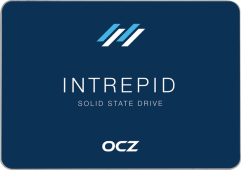 INTREPID
SOLID STATE DRIVE
OCZ